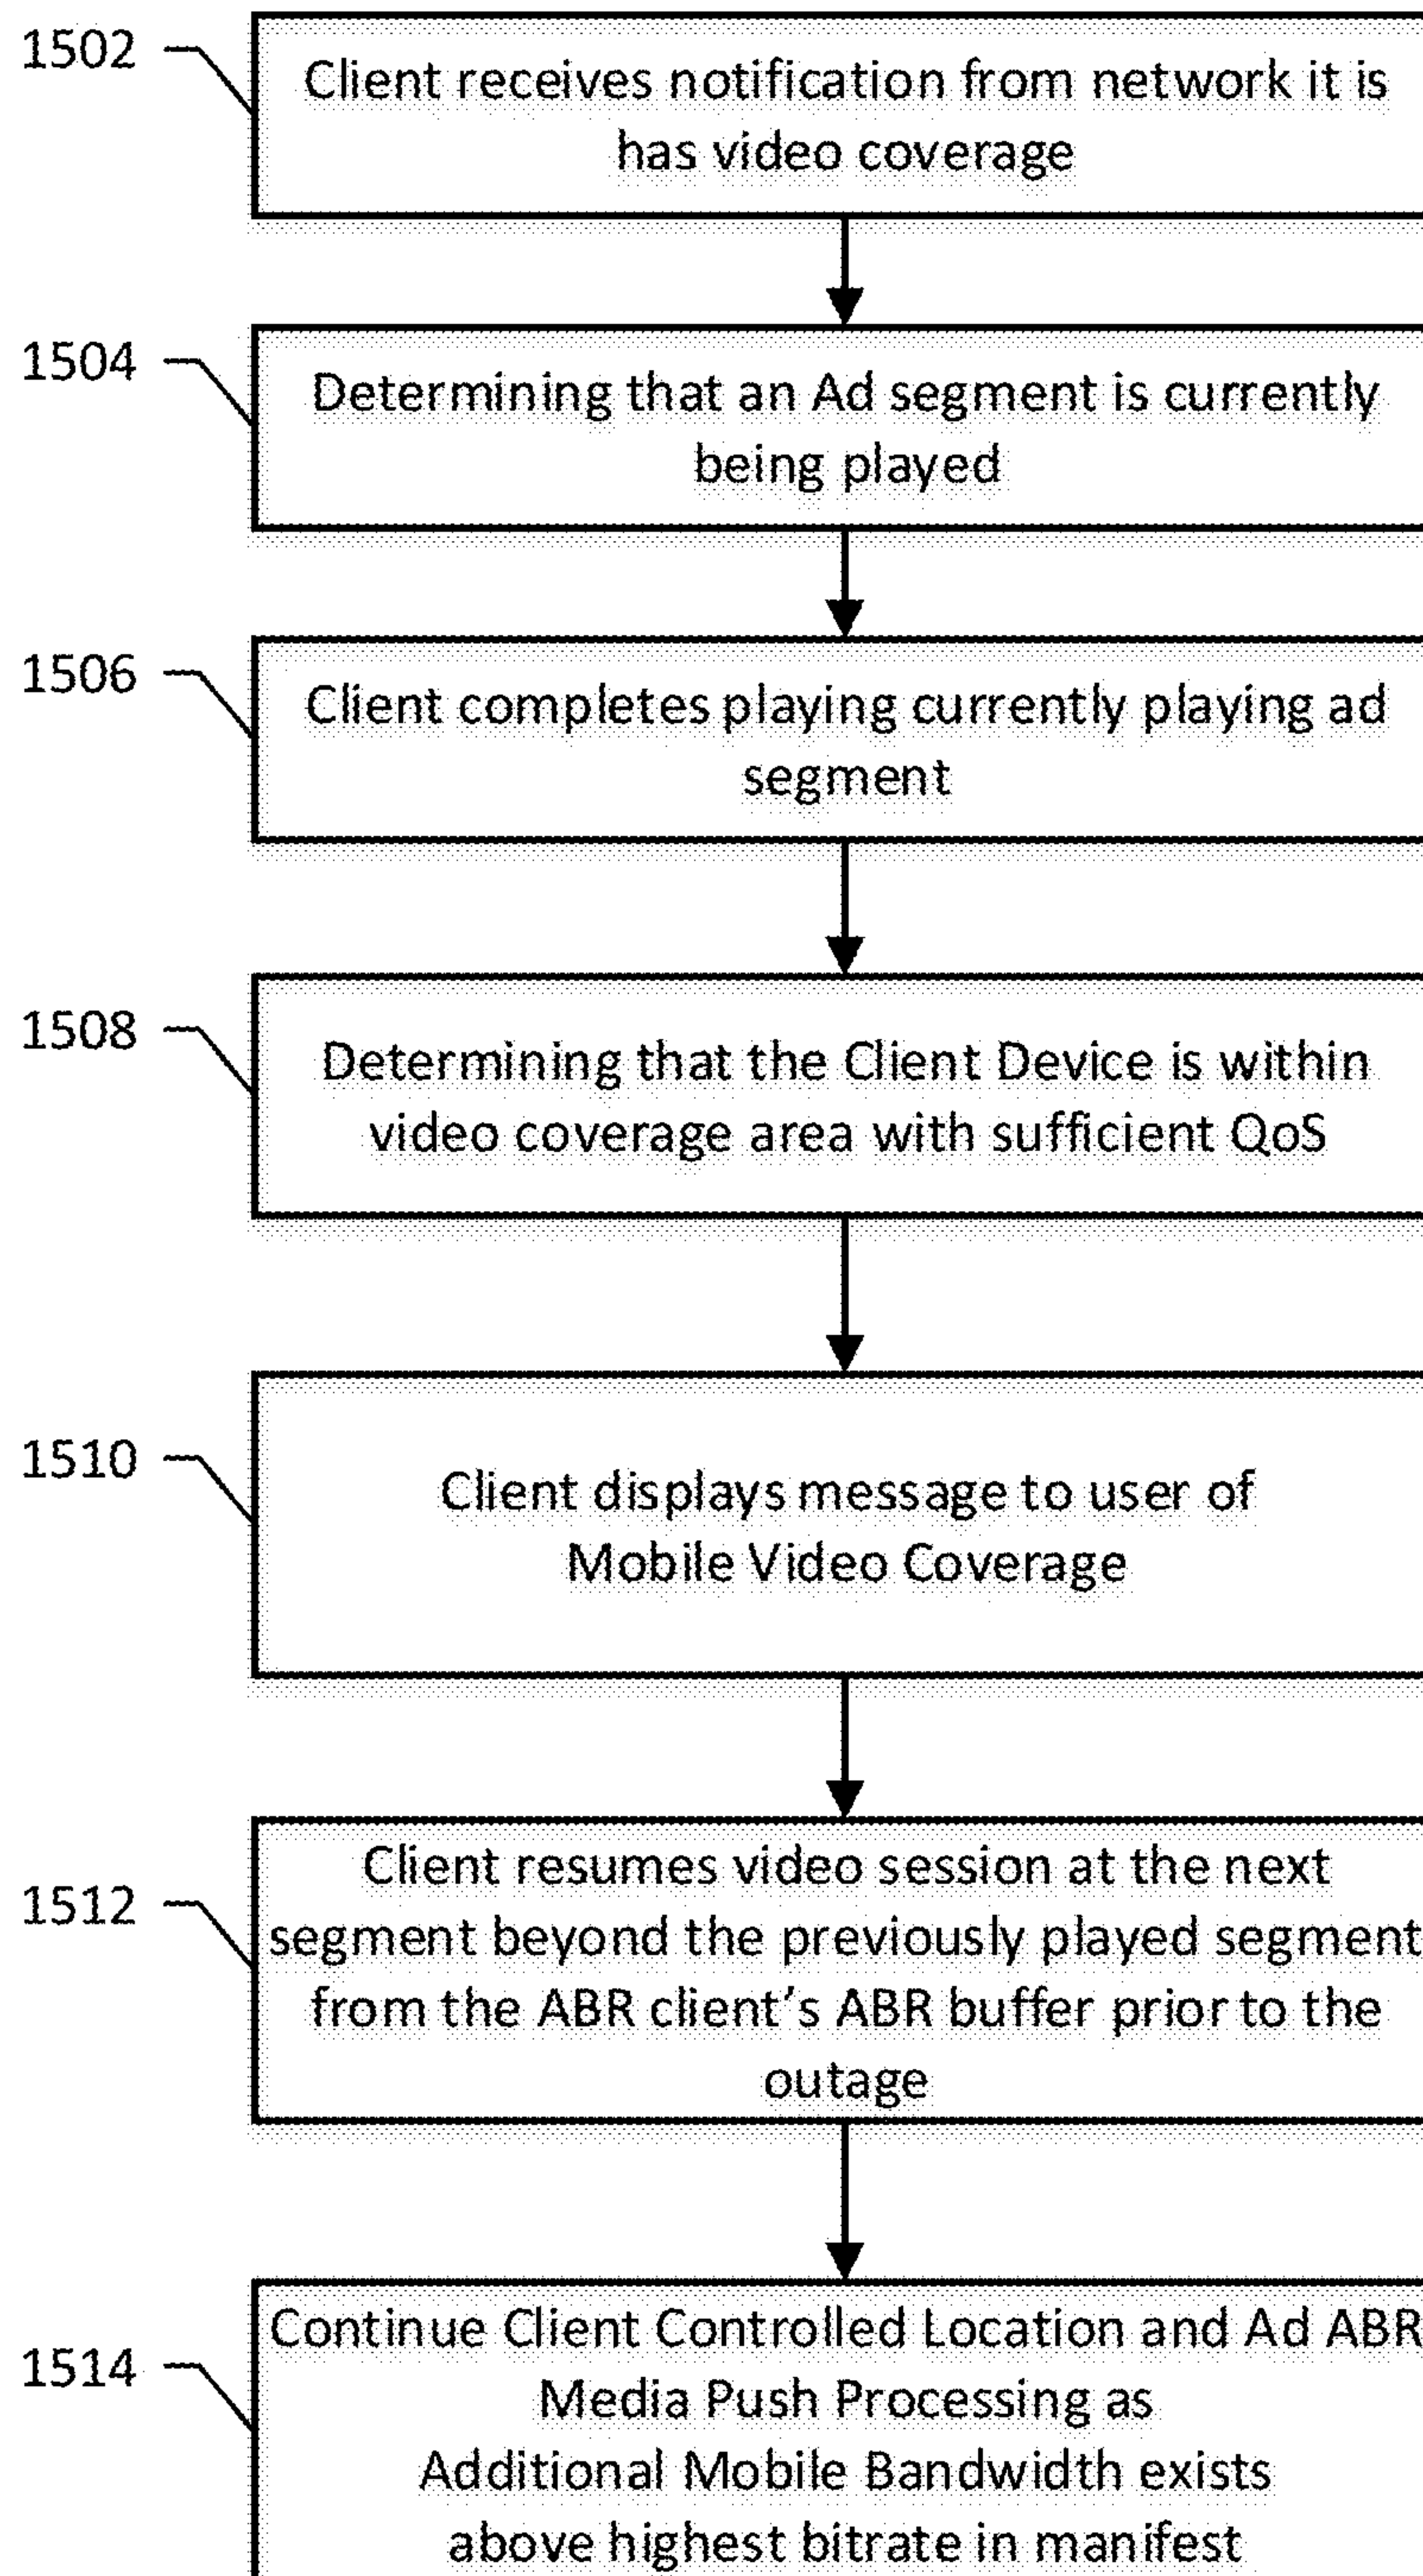 1502
Client receives notification from network it is
has video coverage
1504
Determining that an Ad segment is currently
being played
1506
Client completes playing currently playing ad
segment
1508
Determining that the Client Device is within
video coverage area with sufficient QoS
1510
Client displays message to user of
Mobile Video Coverage
1512
Client resumes video session at the next
segment beyond the previously played segment
from the ABR client's ABR buffer prior to the
outage
1514
Continue Client Controlled Location and Ad ABR
Media Push Processing as
Additional Mobile Bandwidth exists
above highest bitrate in manifest